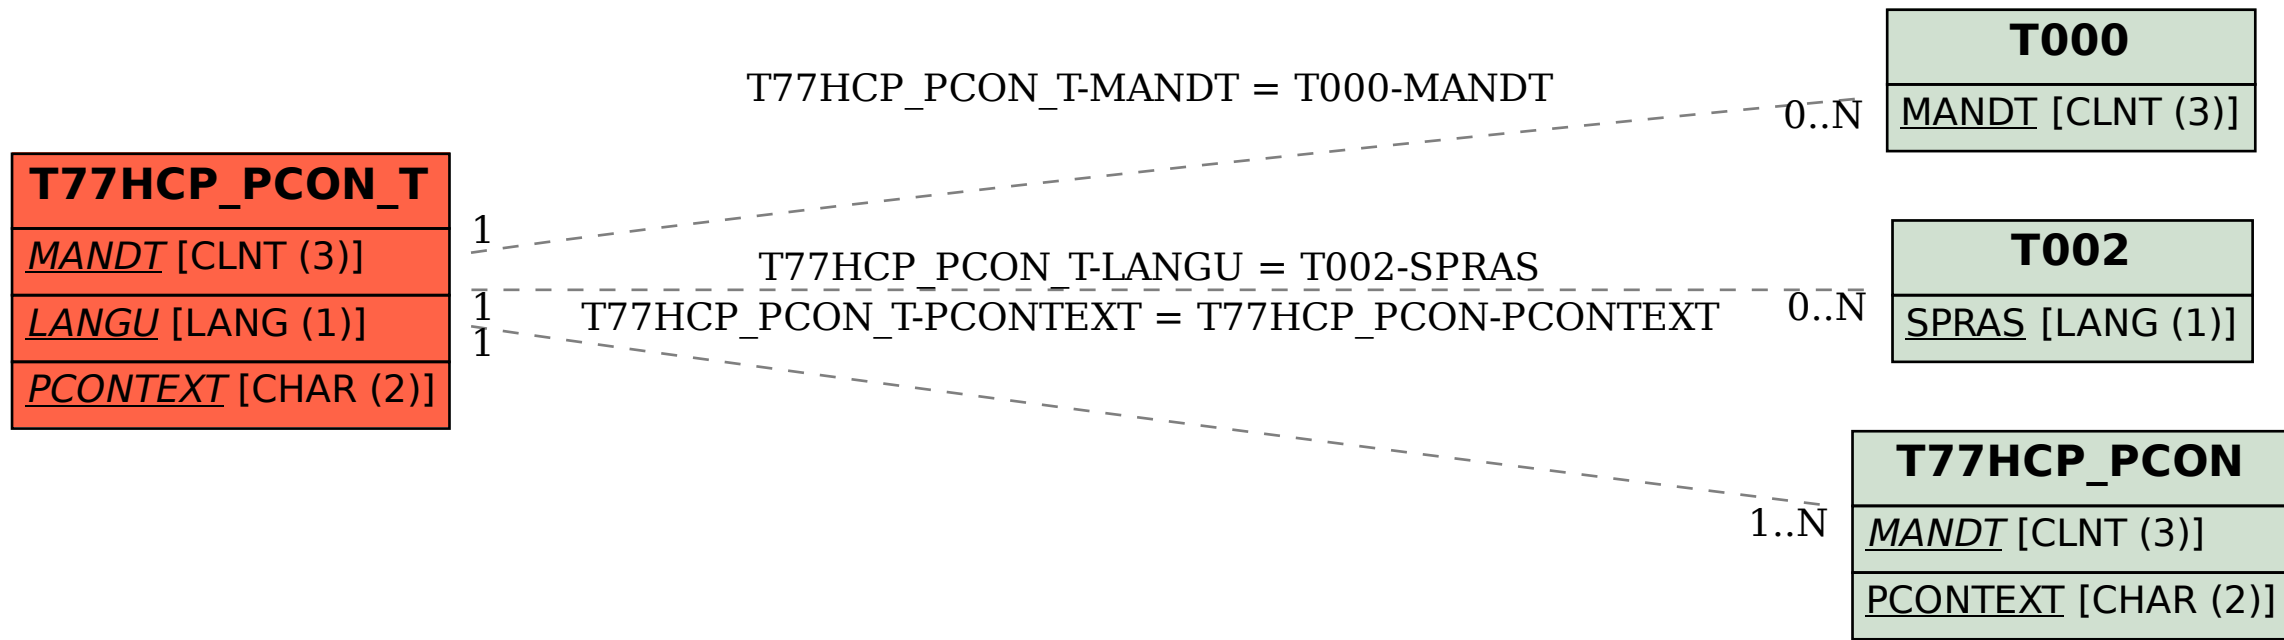 T77HCP_PCON_T
MANDT [CLNT (3)]
LANGU [LANG (1)]
PCONTEXT [CHAR (2)]
T77HCP_PCON_T-MANDT = T000-MANDT
1
0..N
T77HCP_PCON_T-LANGU = T002-SPRAS
1
0..N
T77HCP_PCON_T-PCONTEXT = T77HCP_PCON-PCONTEXT
1
1..N
T000
MANDT [CLNT (3)]
T002
SPRAS [LANG (1)]
T77HCP_PCON
MANDT [CLNT (3)]
PCONTEXT [CHAR (2)]